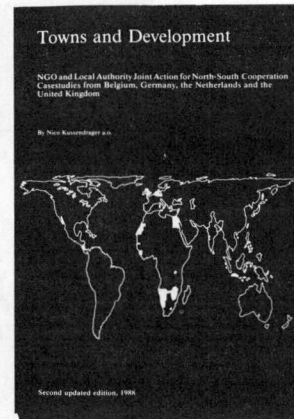 Towns and Development
NGO and Local Authority Joint Action for North-South Cooperation
Casestudies from Belgium, Germany, the Netherlands and the
United Kingdom
By Nico Kussendrager a.o.
Second updated edition, 1988